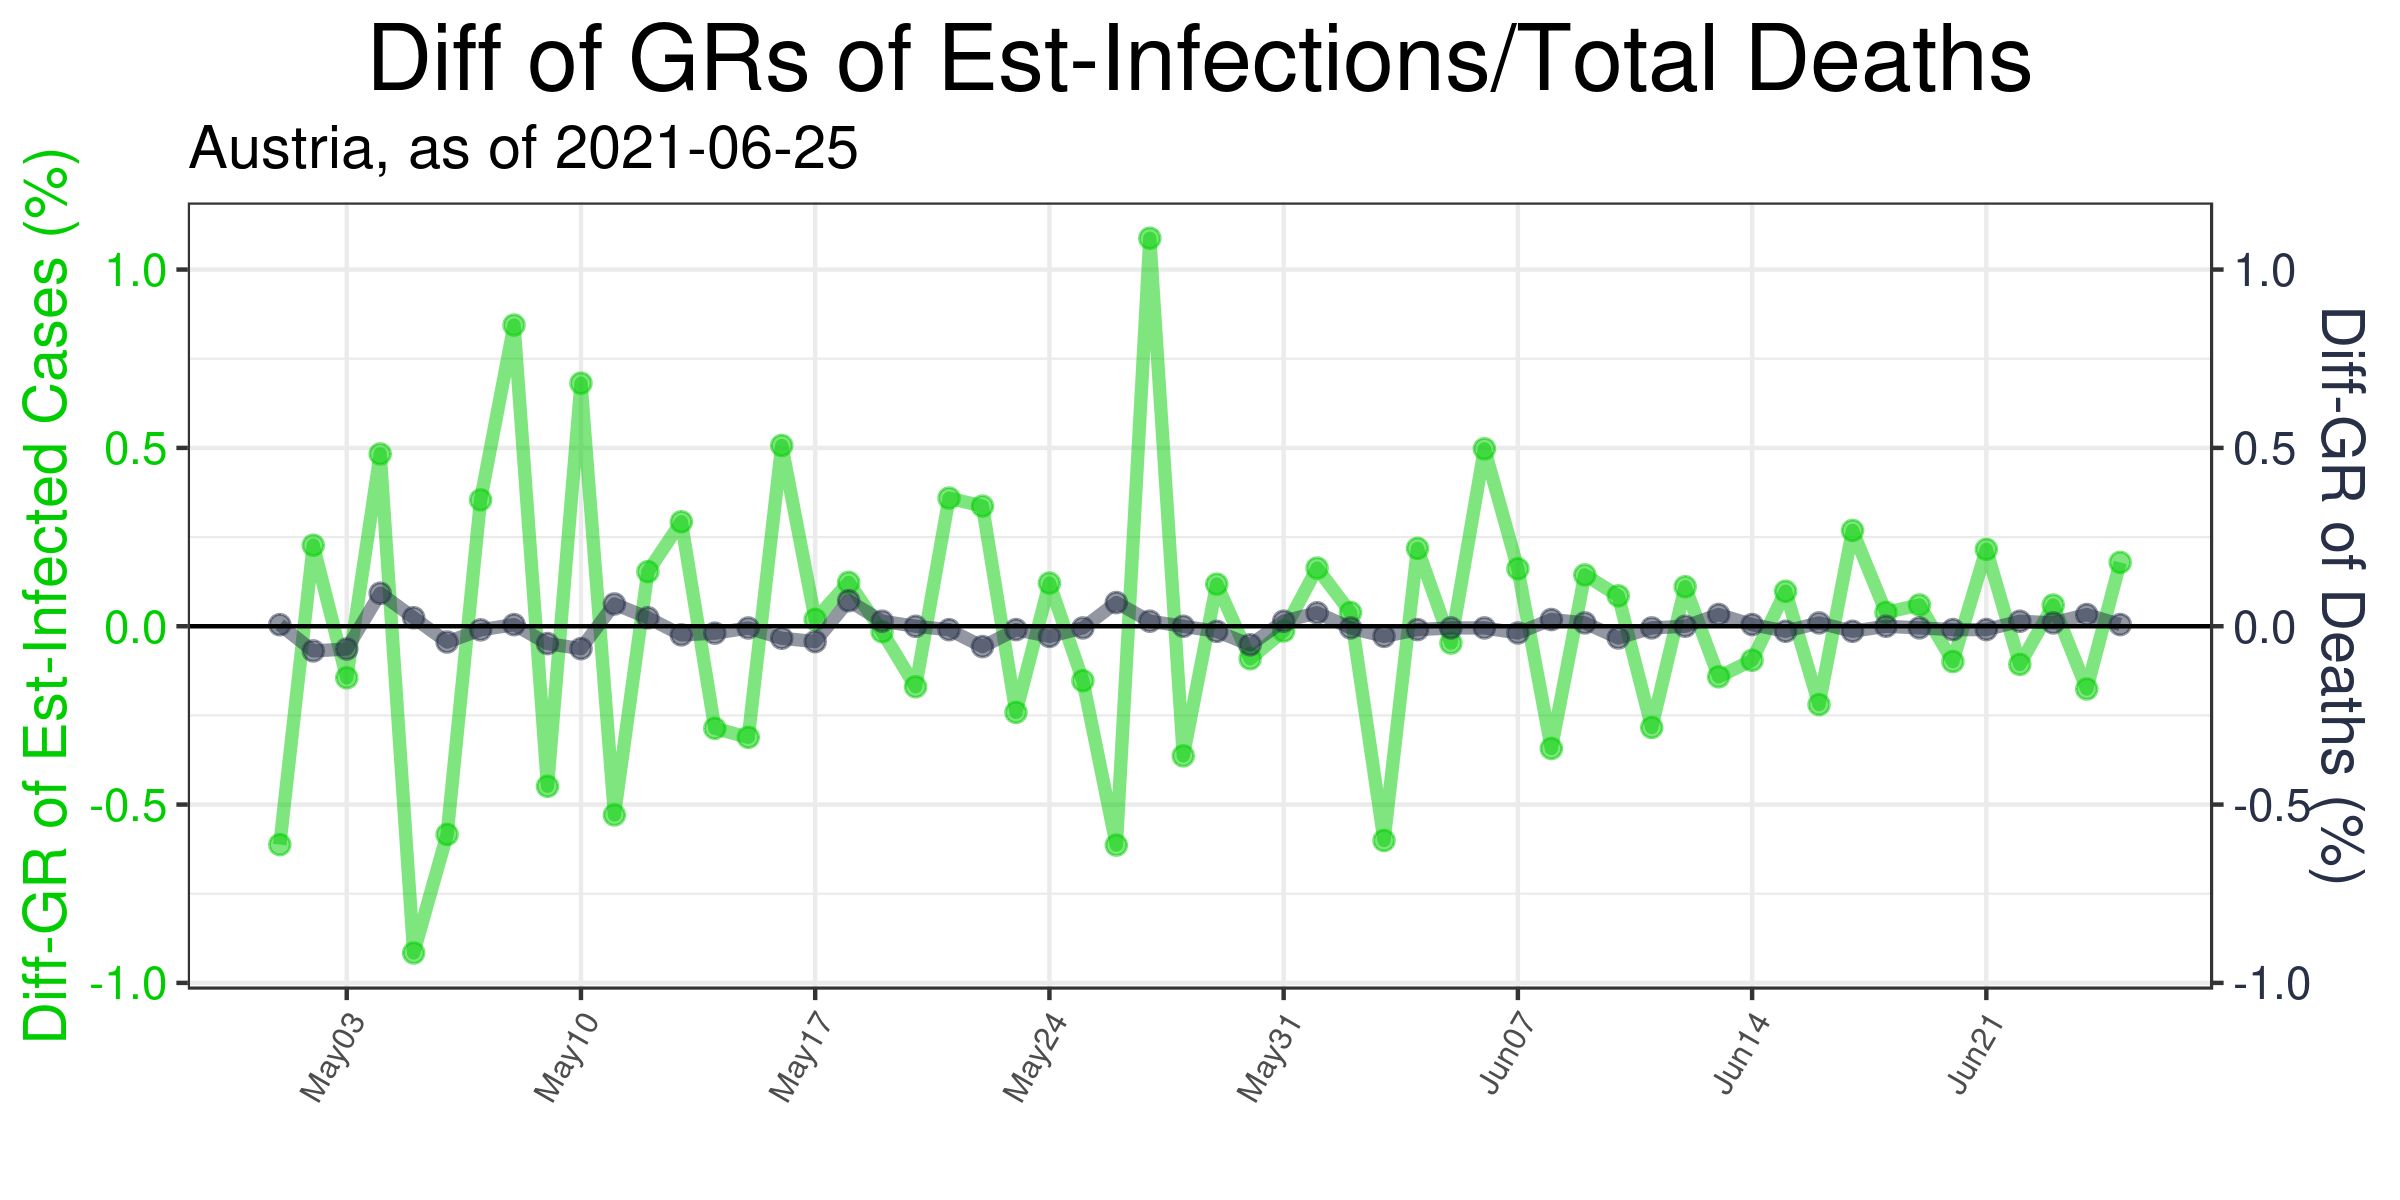 Diff of GRs of Est-Infections/Total Deaths
Austria, as of 2021-06-25
Diff-GR of Est-Infected Cases (%)
1.0
0.5
0.0
-0.5
-1.0
1.0
0.5
0.0
-0.5
-1.0
Diff-GR of Deaths (%)
May03
May10
May17
May24
May31
Jun07
Jun14
Jun21